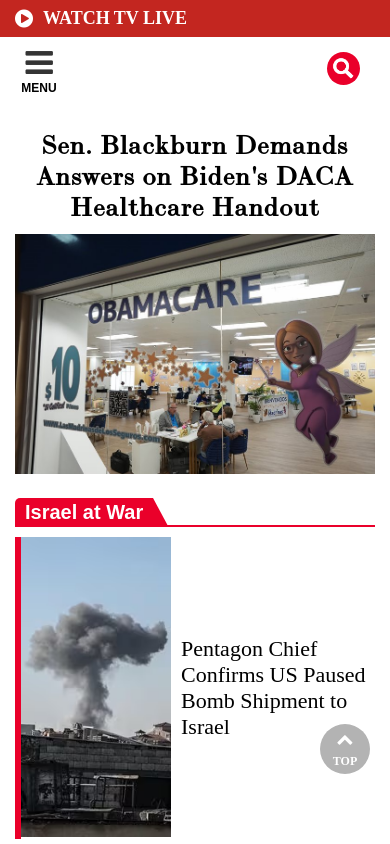 WATCH TV LIVE
MENU
Sen. Blackburn Demands
Answers on Biden's DACA
Healthcare Handout
OBAMACARE
$10
Israel at War
Pentagon Chief
Confirms US Paused
Bomb Shipment to
Israel
TOP